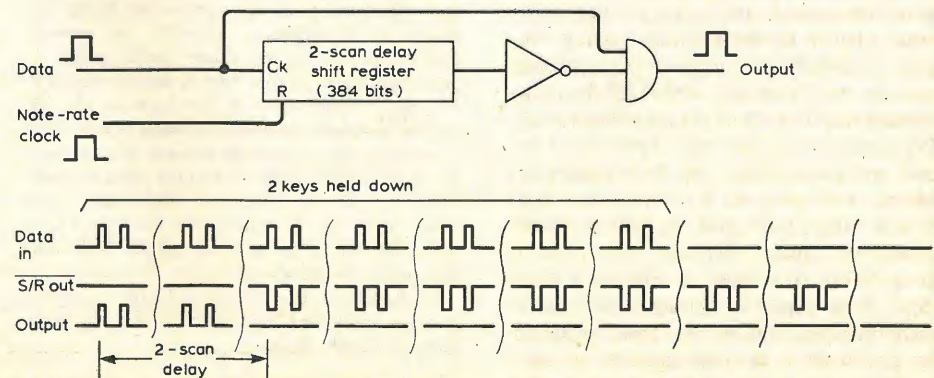 Data
Note-rate
clock
Ck
R
2-scan delay
shift register
(384 bits)
Output
2 keys held down
Data
in
S/R out
Output
2-scan
delay